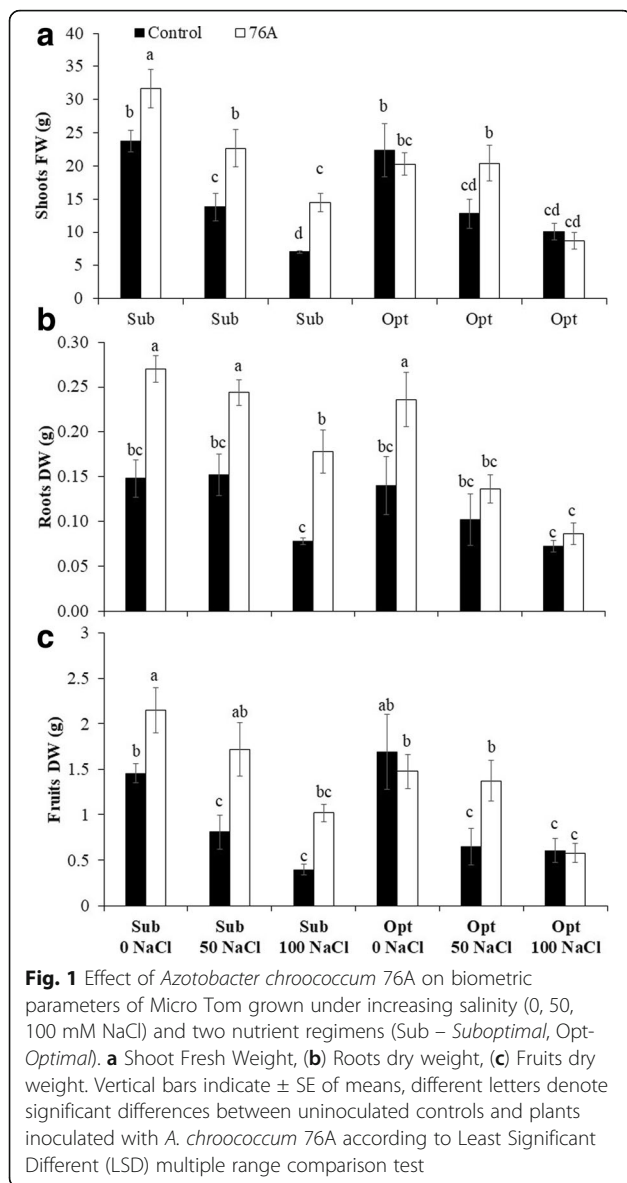 a
Control 76A
40
35
30
25
20
15
10
5
0
Shoots FW (g)
b a c b d c b bc cd b cd cd
Sub Sub Sub Opt Opt Opt
b
0.30
0.25
0.20
0.15
0.10
0.05
0.00
Roots DW (g)
bc a bc a c b bc a bc bc c c
c
3
2.5
2
1.5
1
0.5
0
Fruits DW (g)
b a c ab c bc ab b c b c c
Sub Sub Sub Opt Opt Opt
0 NaCl 50 NaCl 100 NaCl 0 NaCl 50 NaCl 100 NaCl
Fig. 1 Effect of Azotobacter chroococcum 76A on biometric
parameters of Micro Tom grown under increasing salinity (0, 50,
100 mM NaCl) and two nutrient regimens (Sub – Suboptimal, Opt-
Optimal). a Shoot Fresh Weight, (b) Roots dry weight, (c) Fruits dry
weight. Vertical bars indicate ± SE of means, different letters denote
significant differences between uninoculated controls and plants
inoculated with A. chroococcum 76A according to Least Significant
Different (LSD) multiple range comparison test